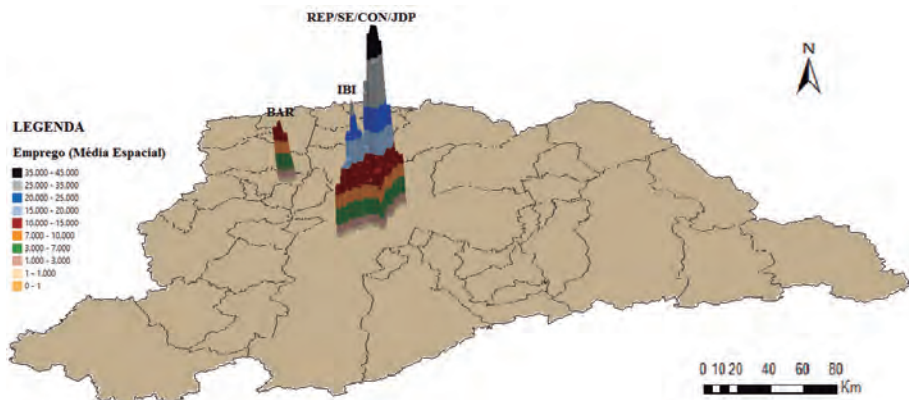 REP/SE/CON/JDP
N
IBI
BAR
LEGENDA
Emprego (Média Espacial)
35.000 - 45.000
25.000 - 35.000
20.000 - 25.000
15.000 - 20.000
10.000 - 15.000
7.000 - 10.000
3.000 - 7.000
1.000 - 3.000
1 - 1.000
0 - 1
0 10 20 40 60 80
Km